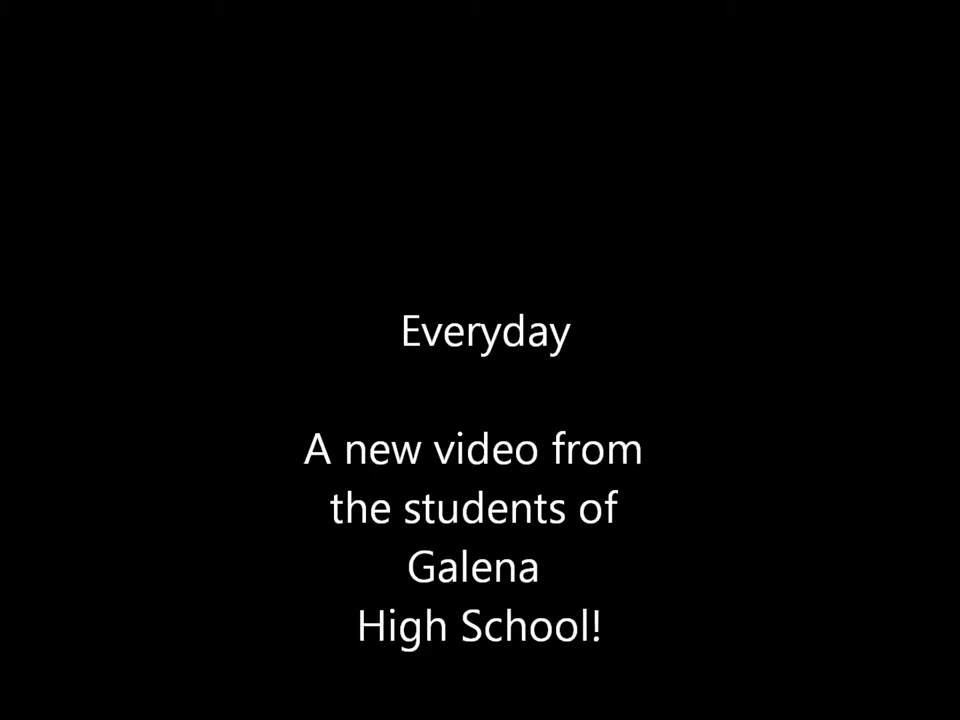 Everyday
A new video from
the students of
Galena
High School!